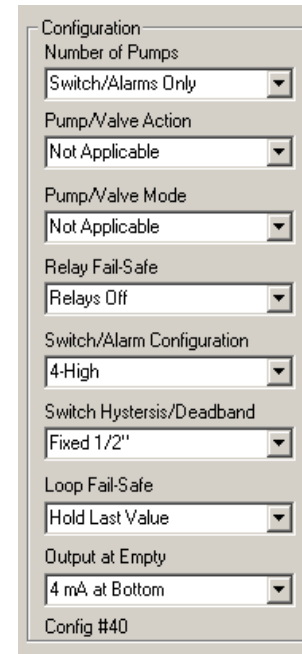 Configuration
Number of Pumps
Switch/Alarms Only
Pump/Valve Action
Not Applicable
Pump/Valve Mode
Not Applicable
Relay Fail-Safe
Relays Off
Switch/Alarm Configuration
4-High
Switch Hystersis/Deadband
Fixed 1/2"
Loop Fail-Safe
Hold Last Value
Output at Empty
4 mA at Bottom
Config #40